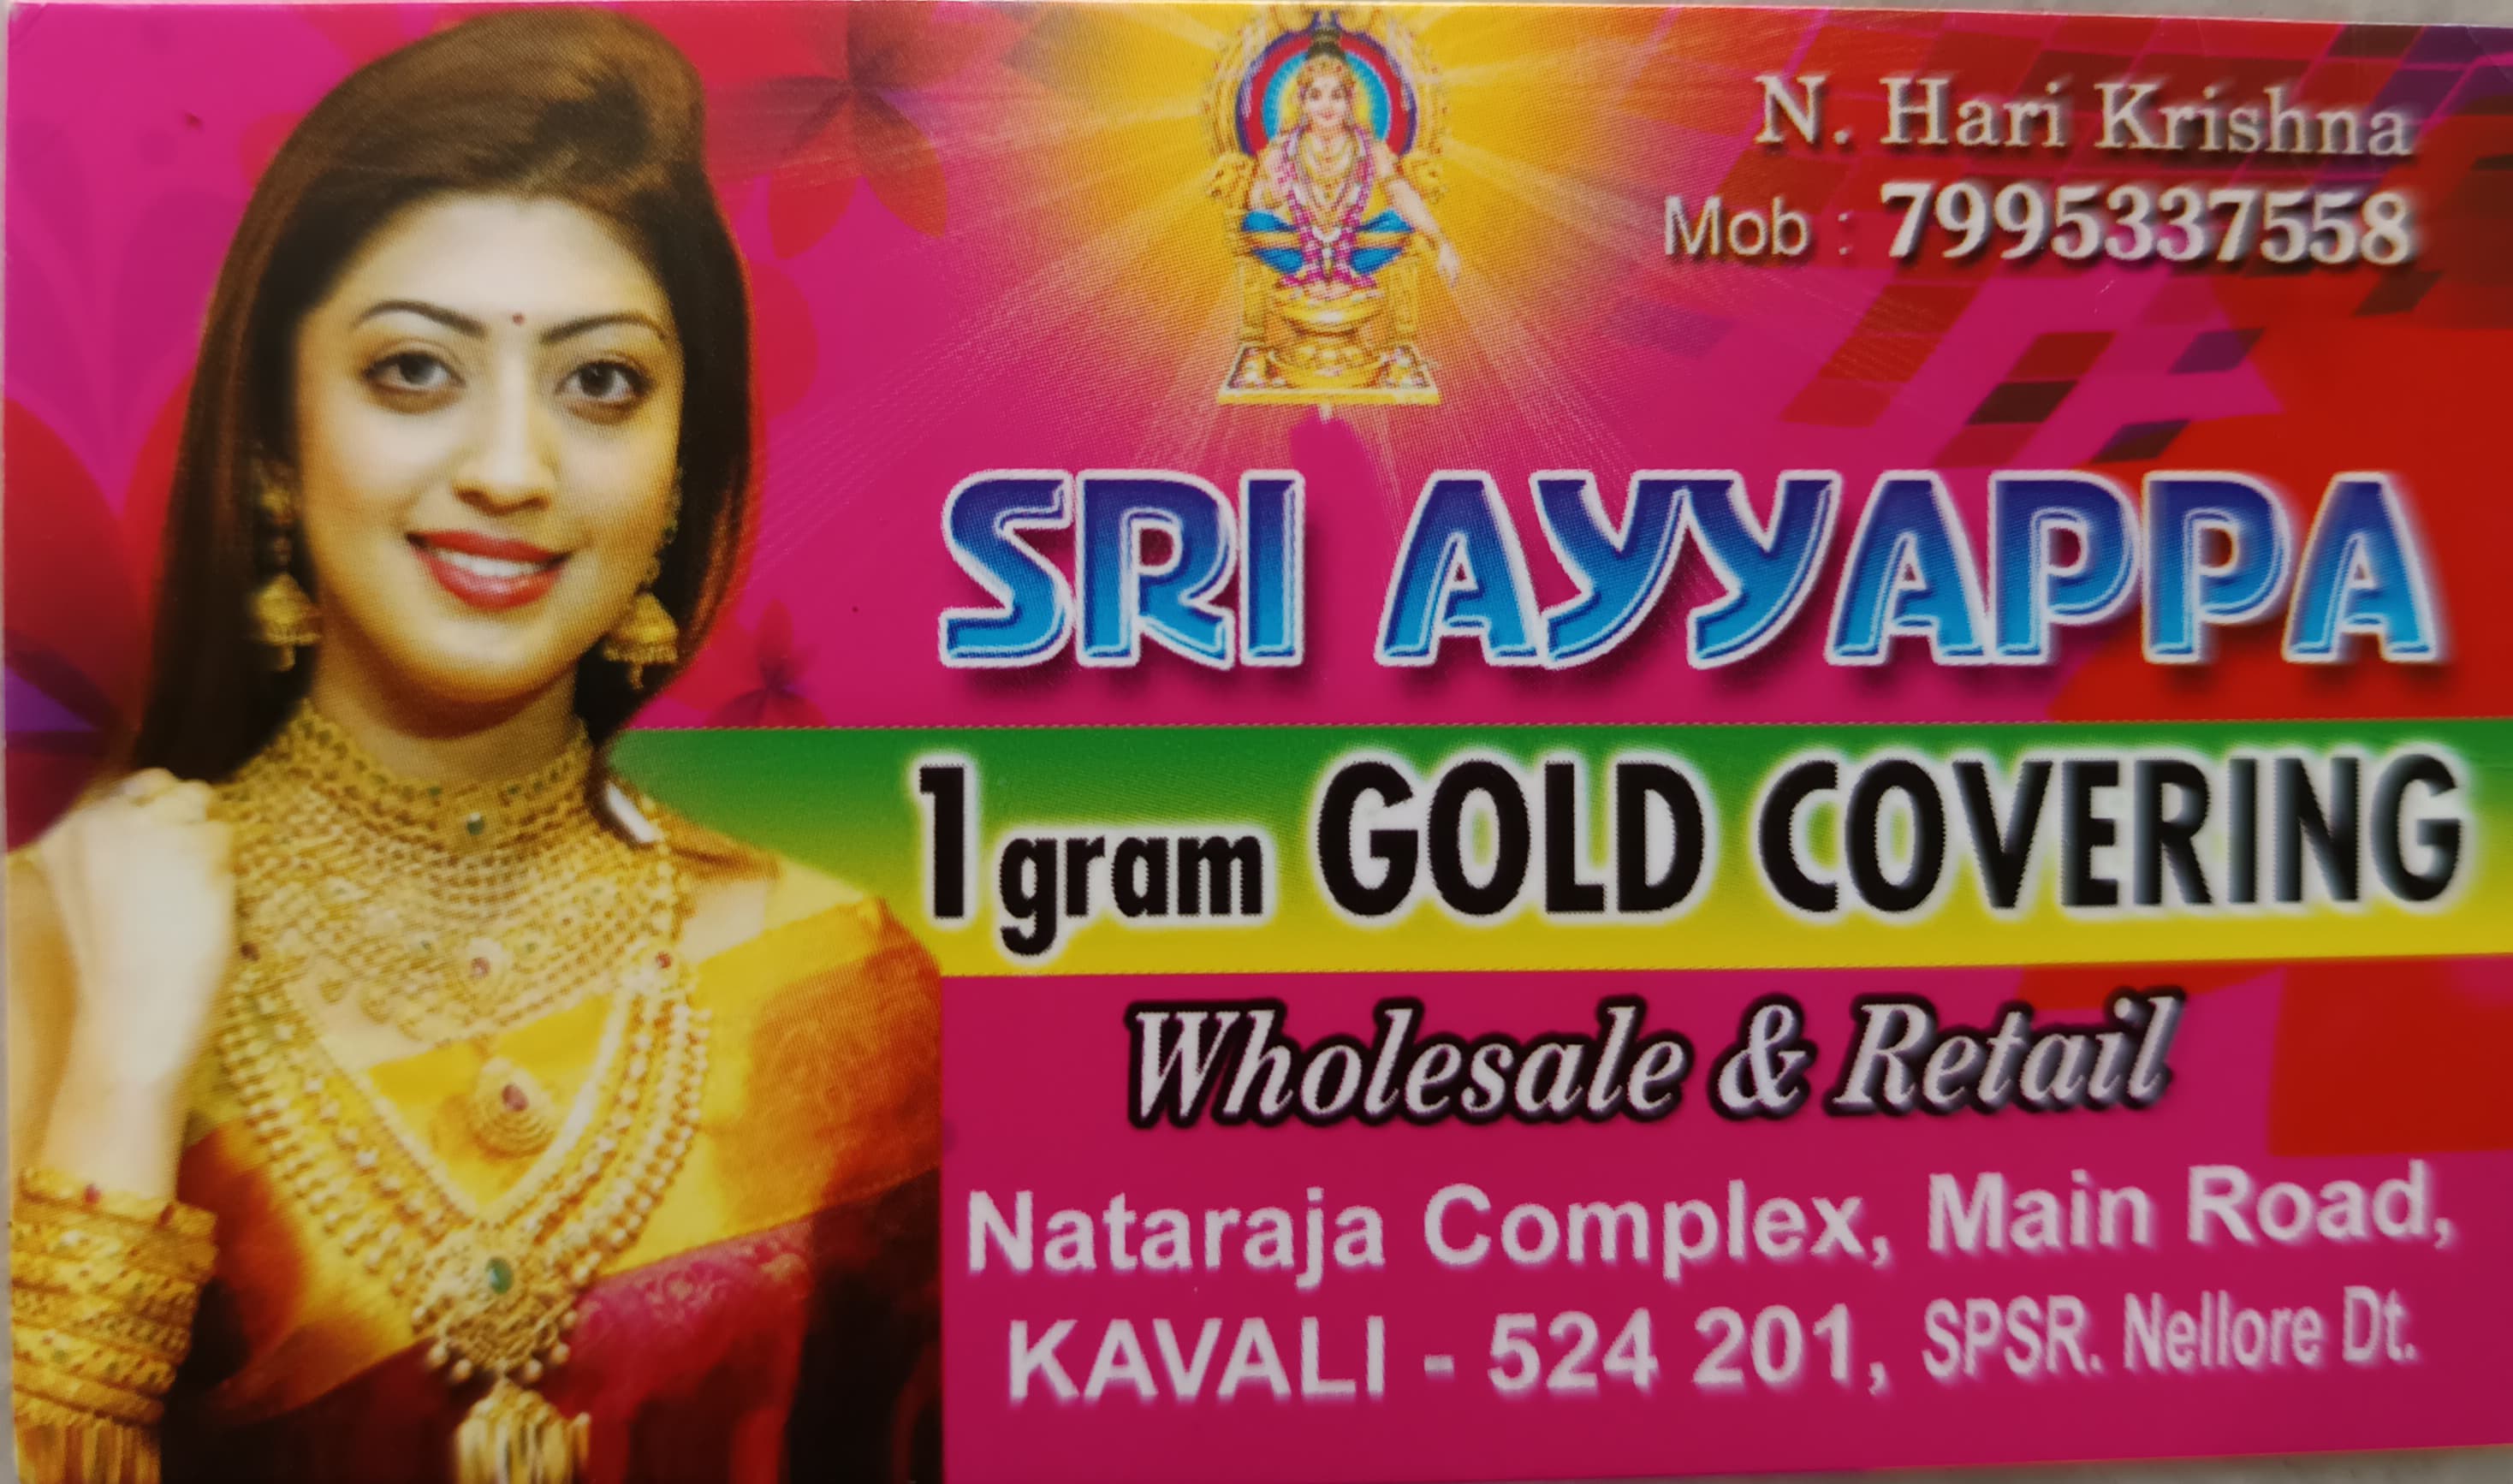 N. Hari Krishna
Mob : 7995337558
SRI AYYAPPA
1 gram GOLD COVERING
Wholesale & Retail
Nataraja Complex, Main Road,
KAVALI - 524 201, SPSR. Nellore Dt.